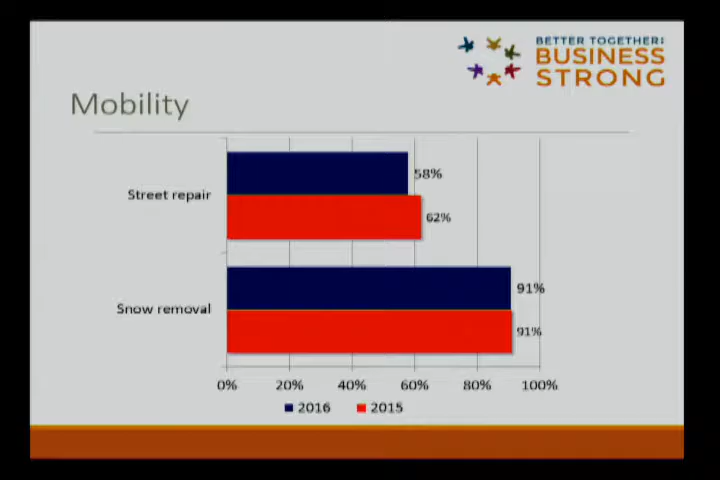 BETTER TOGETHER:
BUSINESS
STRONG
Mobility
Street repair
58%
62%
Snow removal
91%
91%
0% 20% 40% 60% 80% 100%
2016 2015